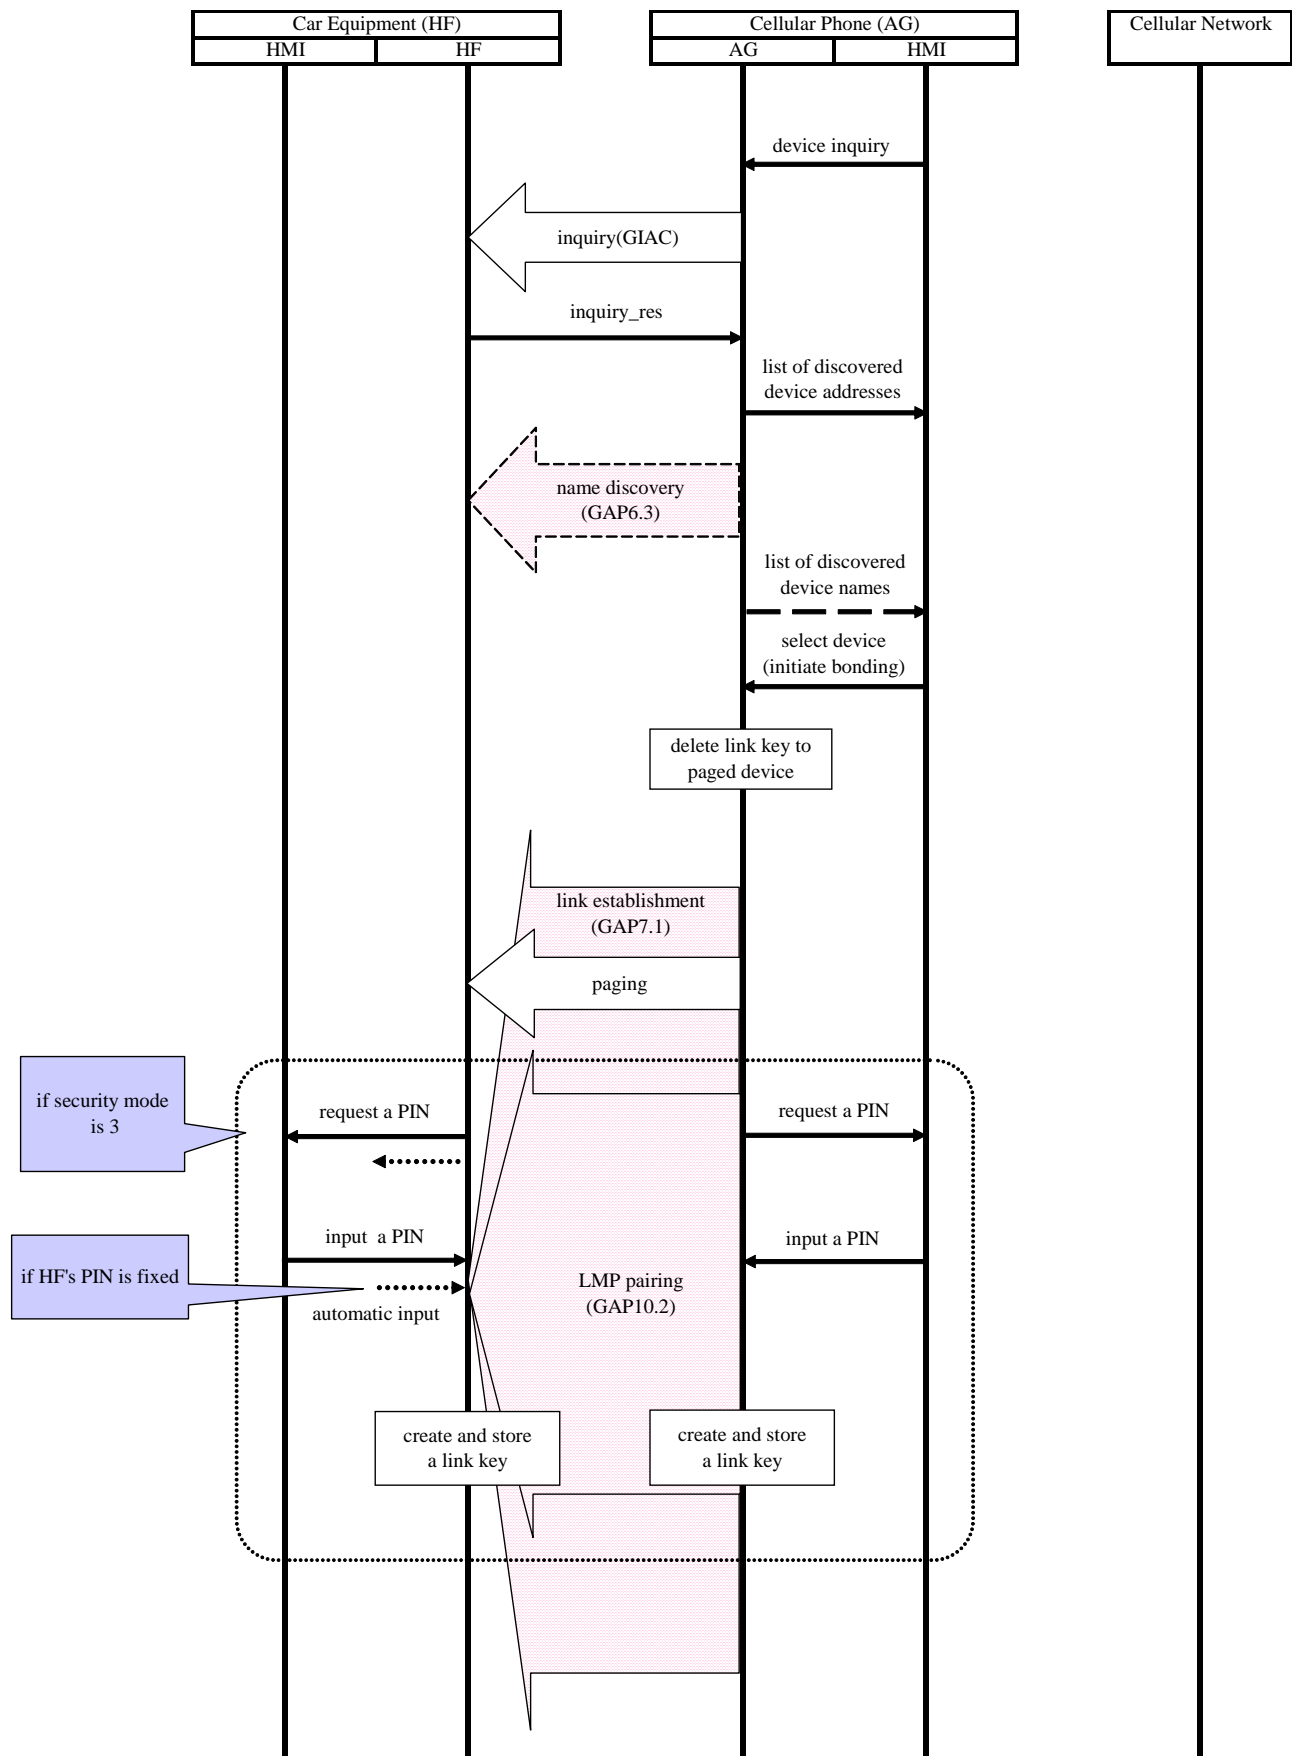 Car Equipment (HF)
Cellular Phone (AG)
Cellular Network
HMI
HF
AG
HMI
device inquiry
inquiry(GIAC)
inquiry_res
list of discovered
device addresses
name discovery
(GAP6.3)
list of discovered
device names
select device
(initiate bonding)
delete link key to
paged device
link establishment
(GAP7.1)
paging
if security mode
is 3
request a PIN
request a PIN
input a PIN
input a PIN
if HF's PIN is fixed
automatic input
LMP pairing
(GAP10.2)
create and store
a link key
create and store
a link key